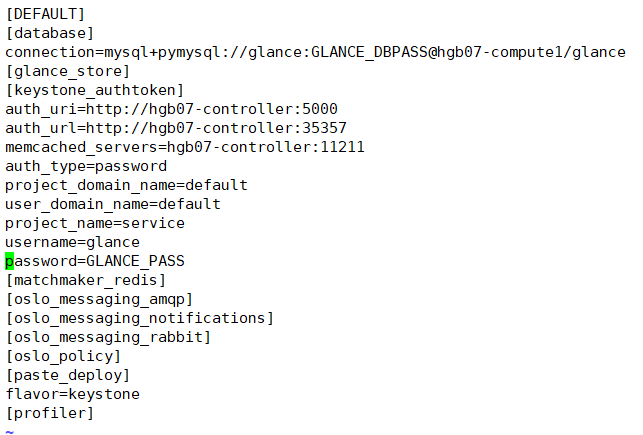 [DEFAULT]
[database]
connection=mysql+pymysql://glance:GLANCE_DBPASS@hgb07-compute1/glance
[glance_store]
[keystone_authtoken]
auth_uri=http://hgb07-controller:5000
auth_url=http://hgb07-controller:35357
memcached_servers=hgb07-controller:11211
auth_type=password
project_domain_name=default
user_domain_name=default
project_name=service
username=glance
password=GLANCE_PASS
[matchmaker_redis]
[oslo_messaging_amqp]
[oslo_messaging_notifications]
[oslo_messaging_rabbit]
[oslo_policy]
[paste_deploy]
flavor=keystone
[profiler]
~